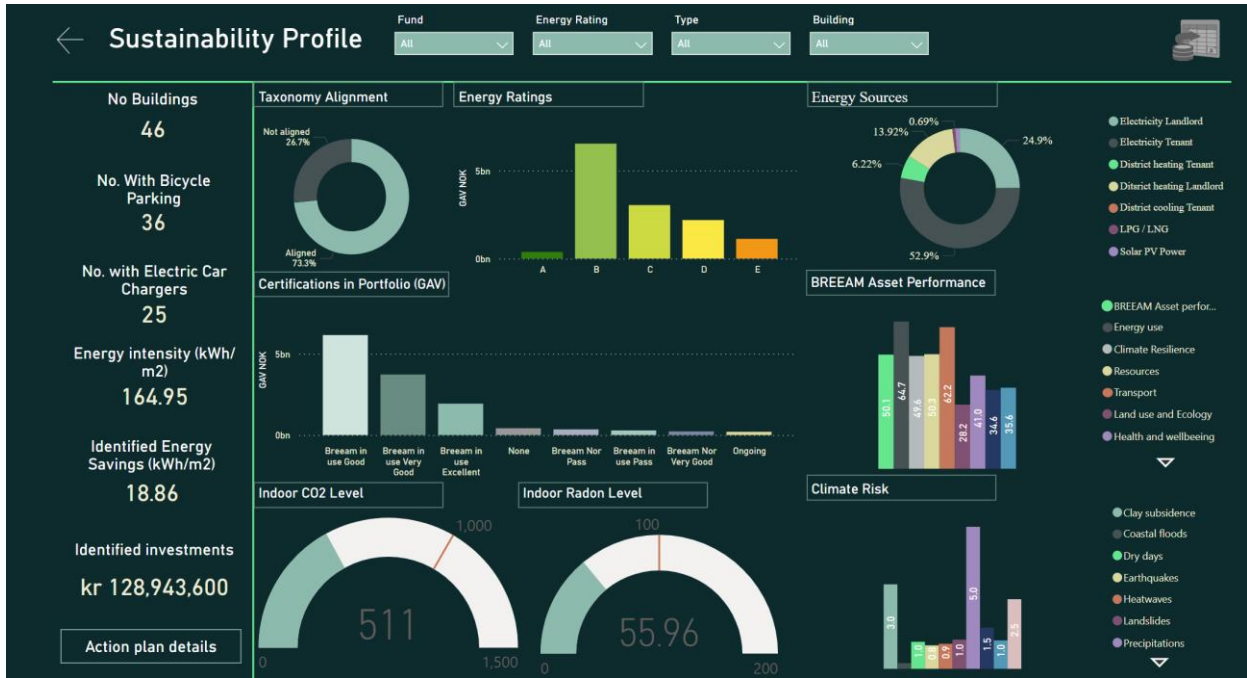 Sustainability Profile
Fund
All
Energy Rating
All
Type
All
Building
All
No Buildings
46
No. With Bicycle
Parking
36
No. with Electric Car
Chargers
25
Energy intensity (kWh/
m2)
164.95
Identified Energy
Savings (kWh/m2)
18.86
Identified investments
kr 128,943,600
Action plan details
Taxonomy Alignment
Not aligned
26.7%
Aligned
73.3%
Energy Ratings
GAV NOK
5bn
0bn
A
B
C
D
E
Energy Sources
0.69%
13.92%
6.22%
24.9%
52.9%
Electricity Landlord
Electricity Tenant
District heating Tenant
Ditsrict heating Landlord
District cooling Tenant
LPG / LNG
Solar PV Power
Certifications in Portfolio (GAV)
GAV NOK
5bn
0bn
Breeam in
use Good
Breeam in
use Very
Good
Breeam in
use
Excellent
None
Breeam Nor
Pass
Breeam in
use Pass
Breeam Nor
Very Good
Ongoing
BREEAM Asset Performance
50.1
64.7
49.6
50.3
62.2
28.2
41.0
34.6
35.6
BREEAM Asset perfor...
Energy use
Climate Resilience
Resources
Transport
Land use and Ecology
Health and wellbeeing
Indoor CO2 Level
1,000
511
0
1,500
Indoor Radon Level
100
55.96
0
200
Climate Risk
3.0
1.0
0.8
0.9
1.0
5.0
1.5
1.0
2.5
Clay subsidence
Coastal floods
Dry days
Earthquakes
Heatwaves
Landslides
Precipitations